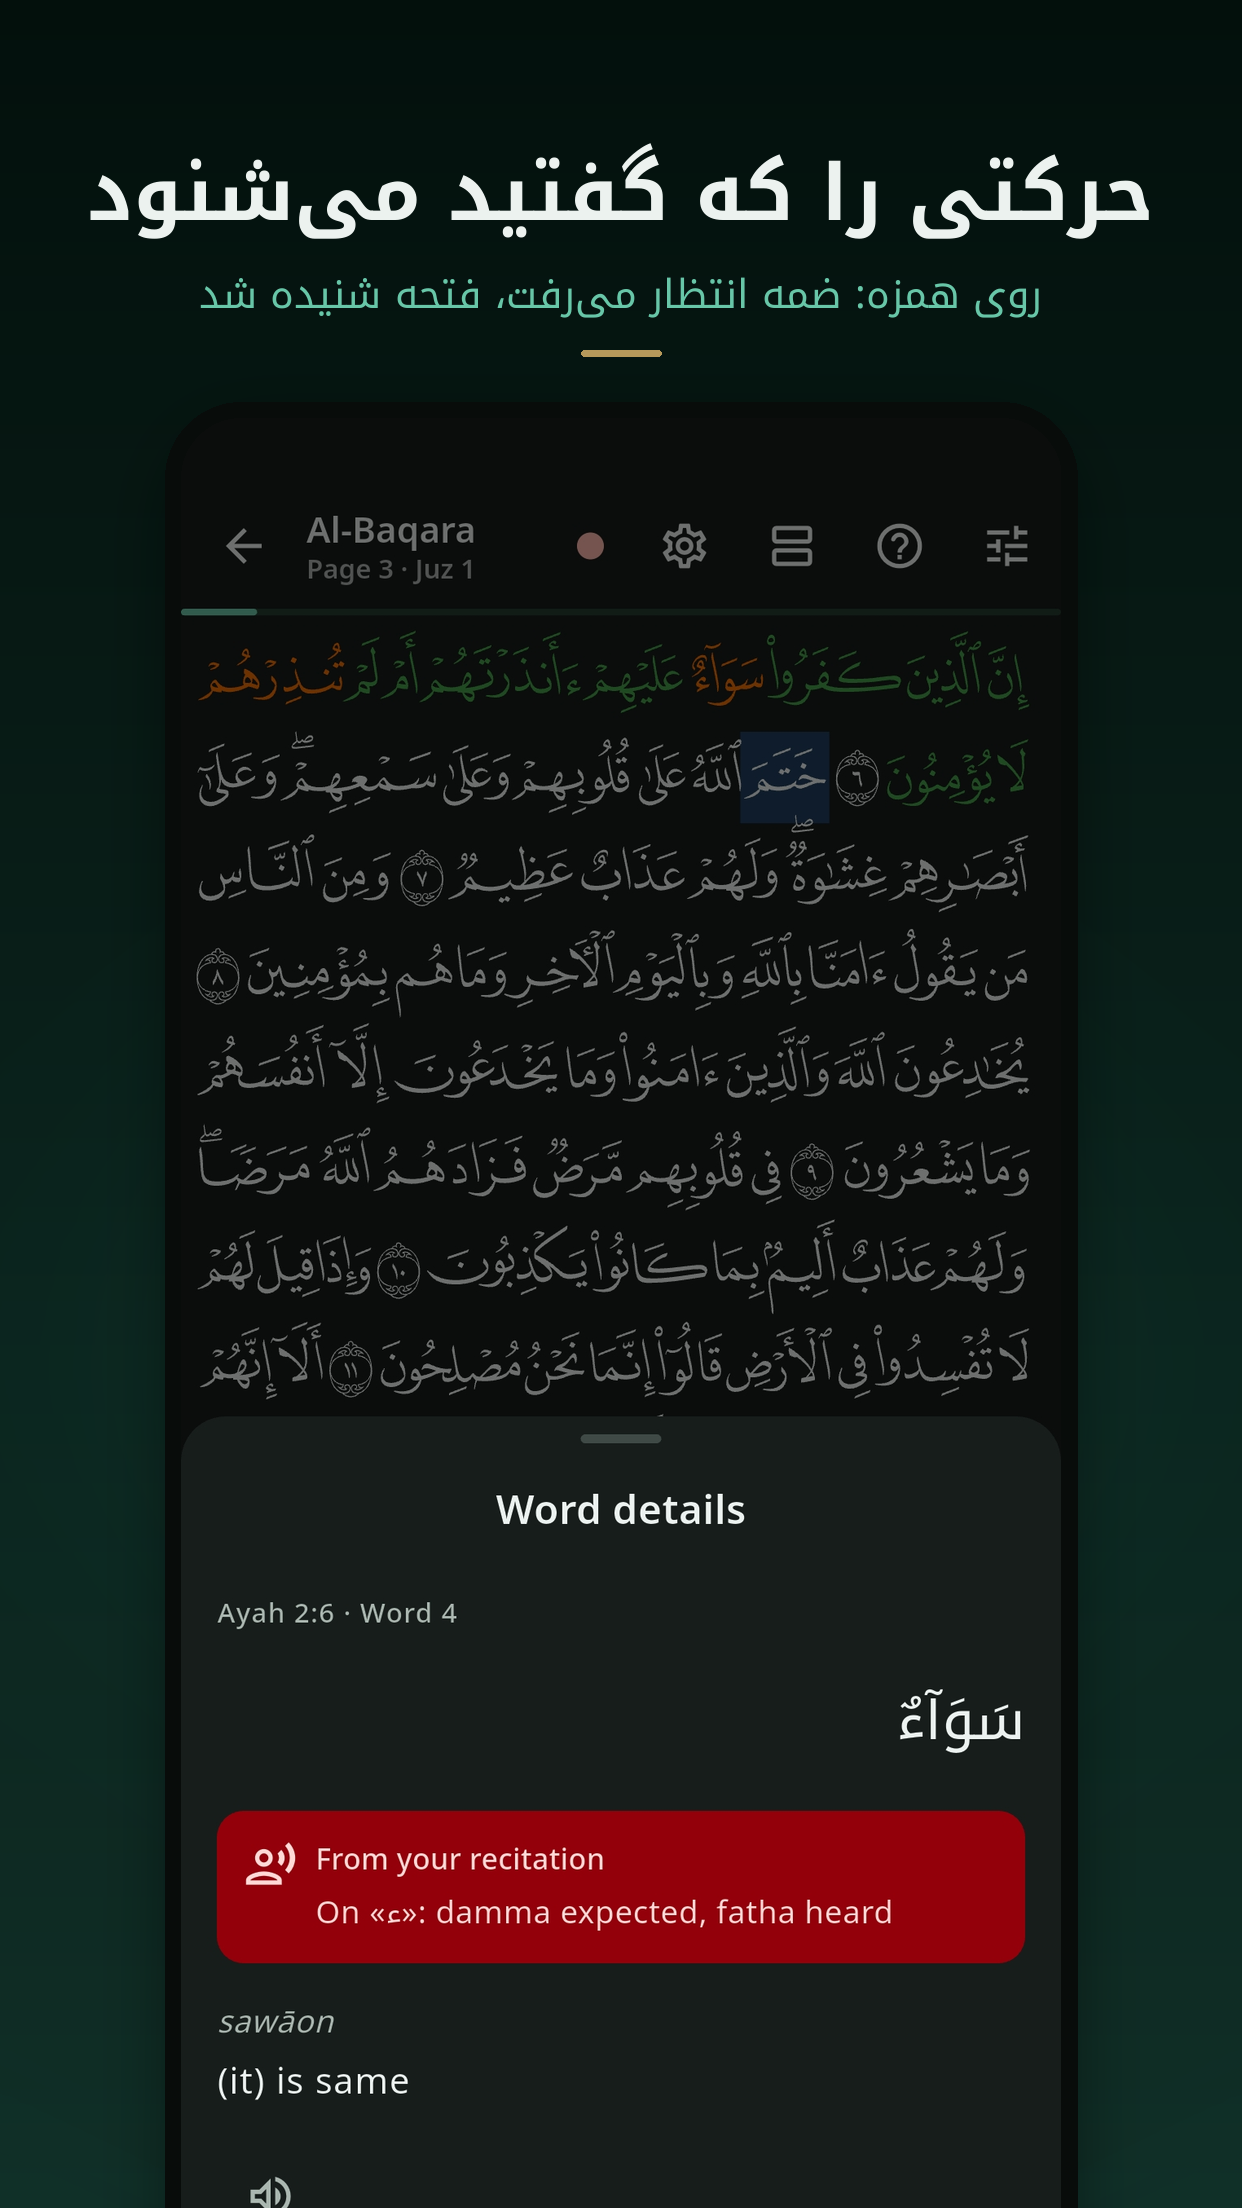 حرکتی را که گفتید می‌شنود
روی همزه: ضمه انتظار می‌رفت، فتحه شنیده شد
Al-Baqara
Page 3 · Juz 1
إِنَّ ٱلَّذِينَ كَفَرُوا۟ سَوَآءٌ عَلَيْهِمْ ءَأَنذَرْتَهُمْ أَمْ لَمْ تُنذِرْهُمْ
لَا يُؤْمِنُونَ ٦ خَتَمَ ٱللَّهُ عَلَىٰ قُلُوبِهِمْ وَعَلَىٰ سَمْعِهِمْ ۖ وَعَلَىٰٓ
أَبْصَـٰرِهِمْ غِشَـٰوَةٌ ۖ وَلَهُمْ عَذَابٌ عَظِيمٌ ٧ وَمِنَ ٱلنَّاسِ
مَن يَقُولُ ءَامَنَّا بِٱللَّهِ وَبِٱلْيَوْمِ ٱلْـَٔاخِرِ وَمَا هُم بِمُؤْمِنِينَ ٨
يُخَـٰدِعُونَ ٱللَّهَ وَٱلَّذِينَ ءَامَنُوا۟ وَمَا يَخْدَعُونَ إِلَّآ أَنفُسَهُمْ
وَمَا يَشْعُرُونَ ٩ فِى قُلُوبِهِم مَّرَضٌ فَزَادَهُمُ ٱللَّهُ مَرَضًا ۖ
وَلَهُمْ عَذَابٌ أَلِيمٌۢ بِمَا كَانُوا۟ يَكْذِبُونَ ١٠ وَإِذَا قِيلَ لَهُمْ
لَا تُفْسِدُوا۟ فِى ٱلْأَرْضِ قَالُوٓا۟ إِنَّمَا نَحْنُ مُصْلِحُونَ ١١ أَلَآ إِنَّهُمْ
Word details
Ayah 2:6 · Word 4
سَوَآءٌ
From your recitation
On «ء»: damma expected, fatha heard
sawāon
(it) is same